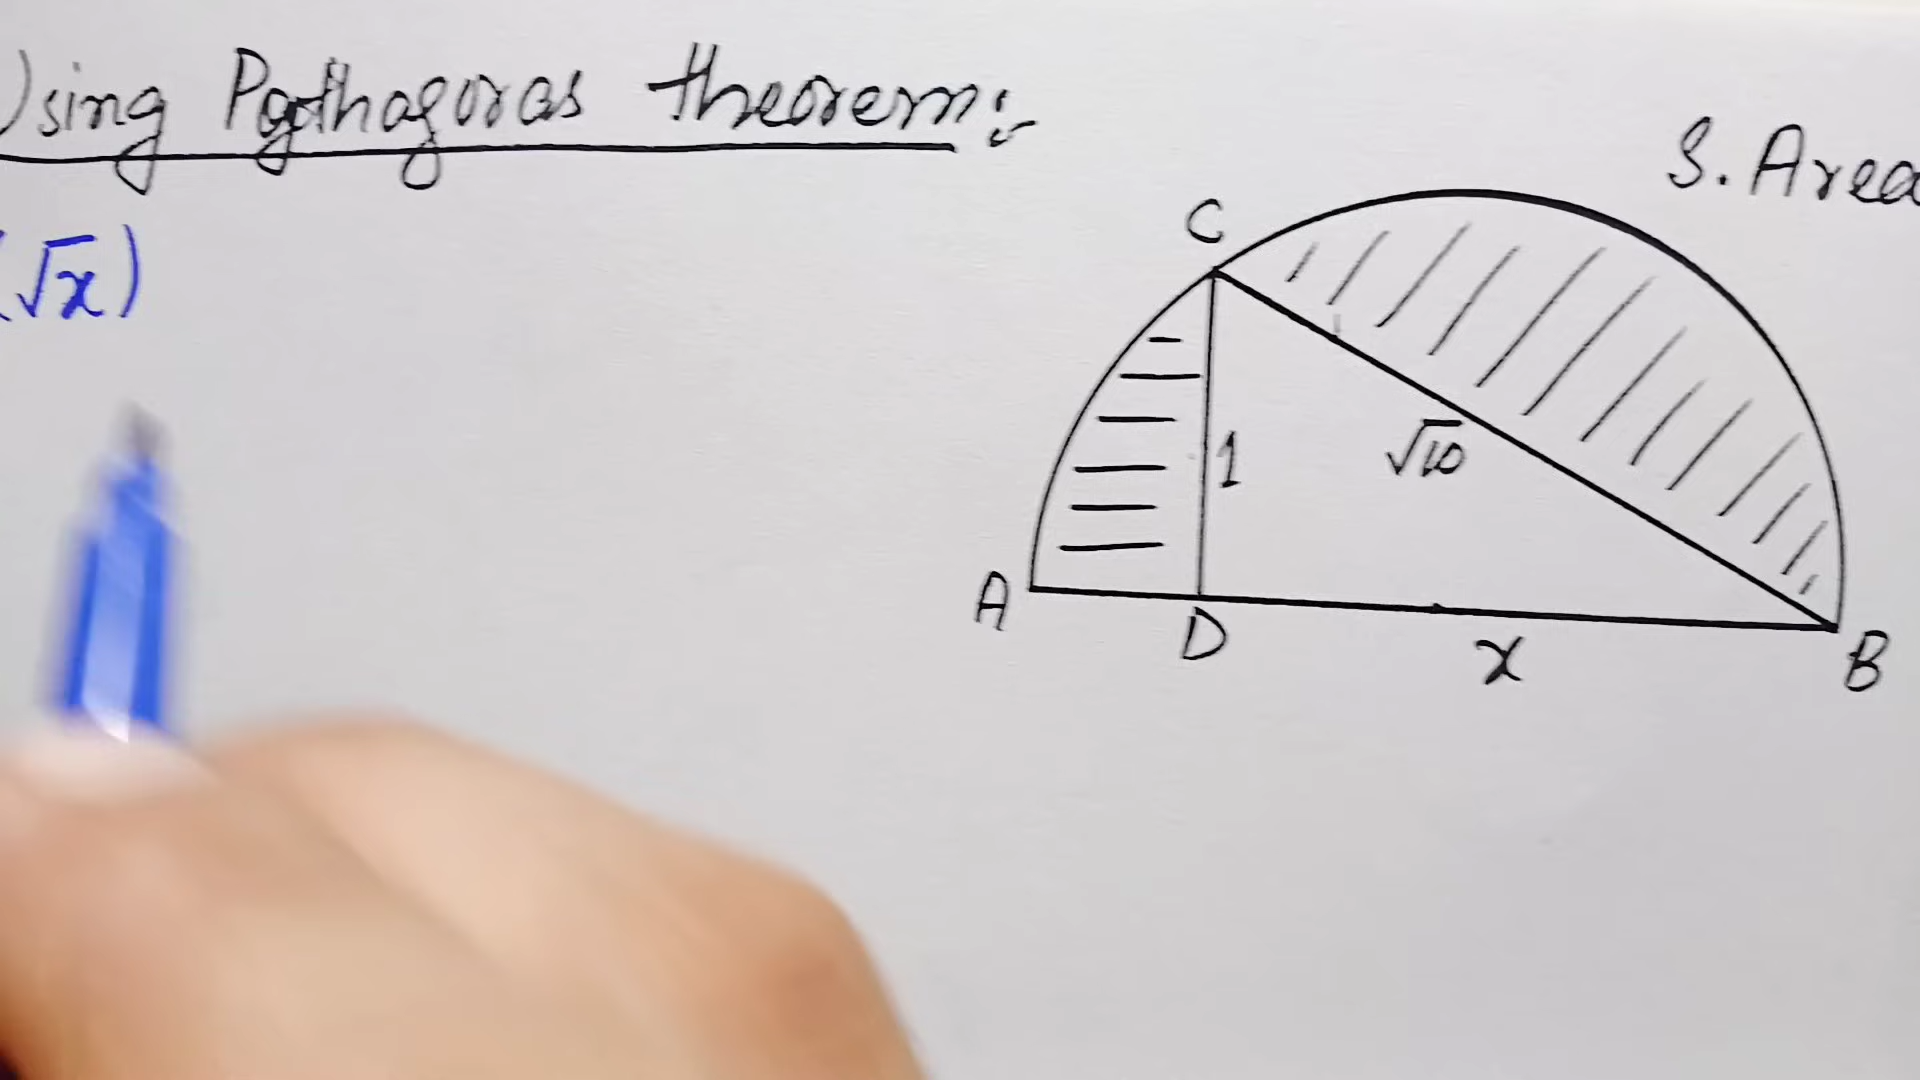 Using Pythagoras theorem:-
(√x)
S. Area
C
1
√10
A
D
x
B